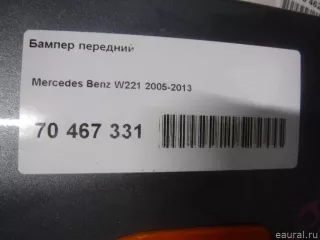 Бампер передний
Mercedes Benz W221 2005-2013
70 467 331
eaural.ru